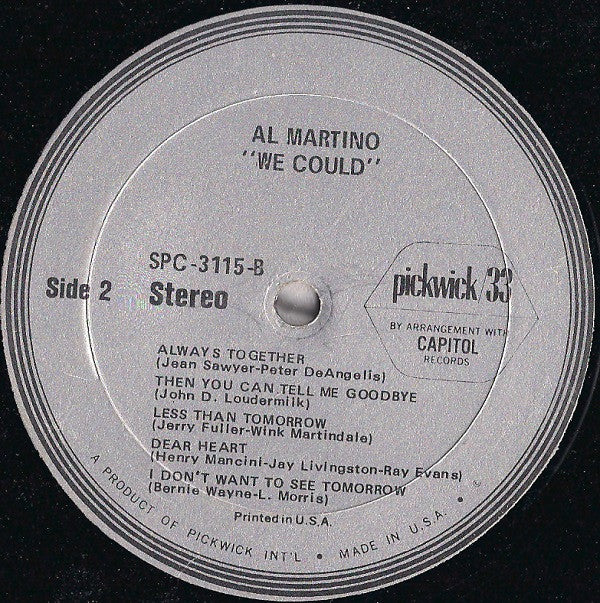 AL MARTINO
"WE COULD"
SPC-3115-B
Side 2 Stereo
pickwick/33
BY ARRANGEMENT WITH
CAPITOL
RECORDS
ALWAYS TOGETHER
(Jean Sawyer-Peter DeAngelis)
THEN YOU CAN TELL ME GOODBYE
(John D. Loudermilk)
LESS THAN TOMORROW
(Jerry Fuller-Wink Martindale)
DEAR HEART
(Henry Mancini-Jay Livingston-Ray Evans)
I DON'T WANT TO SEE TOMORROW
(Bernie Wayne-L. Morris)
Printed in U.S.A.
A PRODUCT OF PICKWICK INT'L • MADE IN U.S.A. •